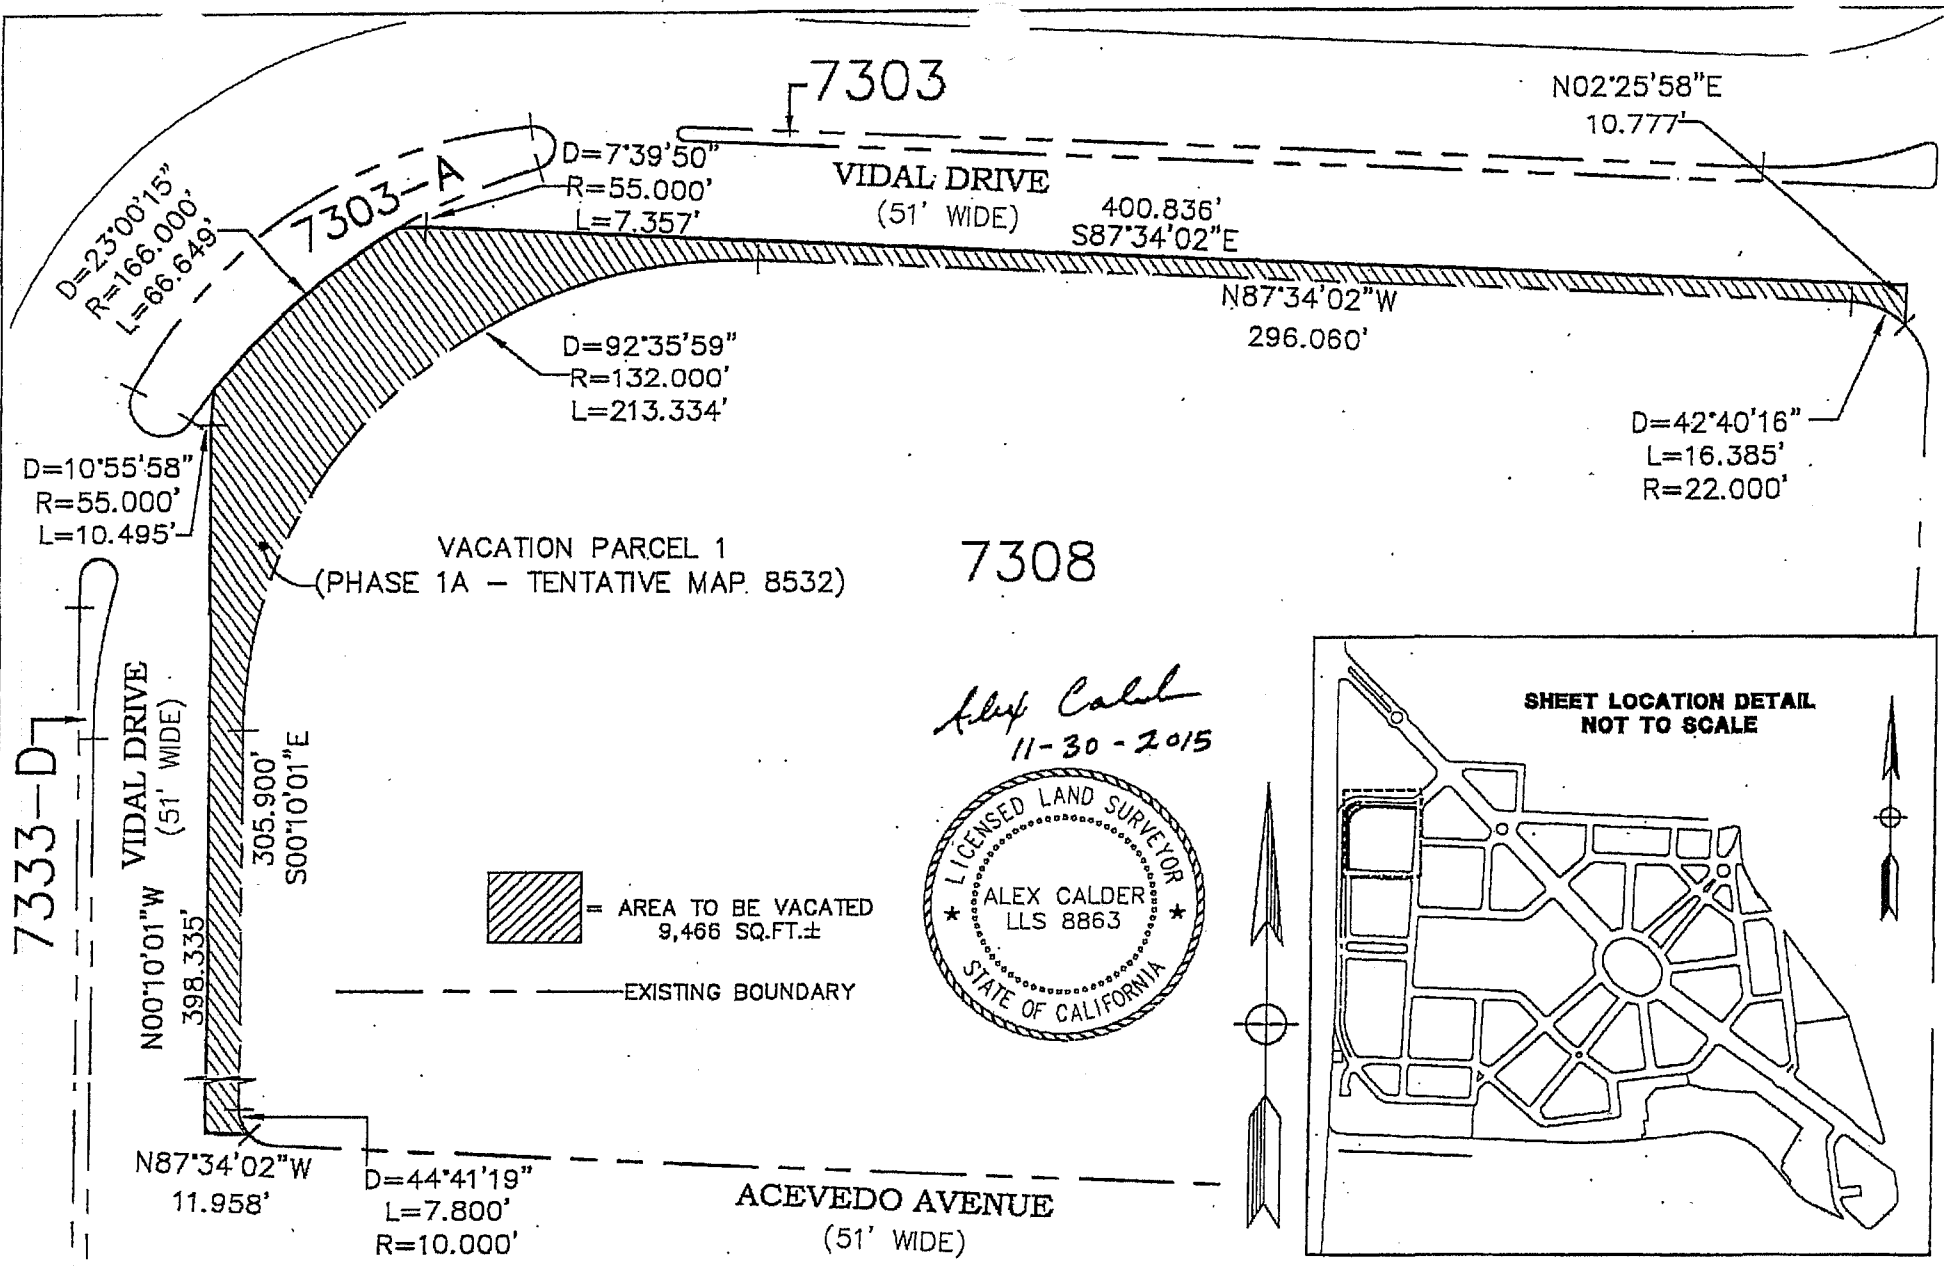 7303
N02°25'58"E
10.777'
D=7°39'50"
R=55.000'
L=7.357'
VIDAL DRIVE
(51' WIDE)
400.836'
S87°34'02"E
7303-A
D=23°00'15"
R=166.000'
L=66.649'
N87°34'02"W
296.060'
D=92°35'59"
R=132.000'
L=213.334'
D=42°40'16"
L=16.385'
R=22.000'
D=10°55'58"
R=55.000'
L=10.495'
VACATION PARCEL 1
(PHASE 1A - TENTATIVE MAP. 8532)
7308
7333-D
VIDAL DRIVE
(51' WIDE)
305.900'
S00°10'01"E
N00°10'01"W
398.335'
Alex Calder
11-30-2015
LICENSED LAND SURVEYOR
ALEX CALDER
LLS 8863
STATE OF CALIFORNIA
= AREA TO BE VACATED
9,466 SQ.FT.±
EXISTING BOUNDARY
SHEET LOCATION DETAIL
NOT TO SCALE
N87°34'02"W
11.958'
D=44°41'19"
L=7.800'
R=10.000'
ACEVEDO AVENUE
(51' WIDE)